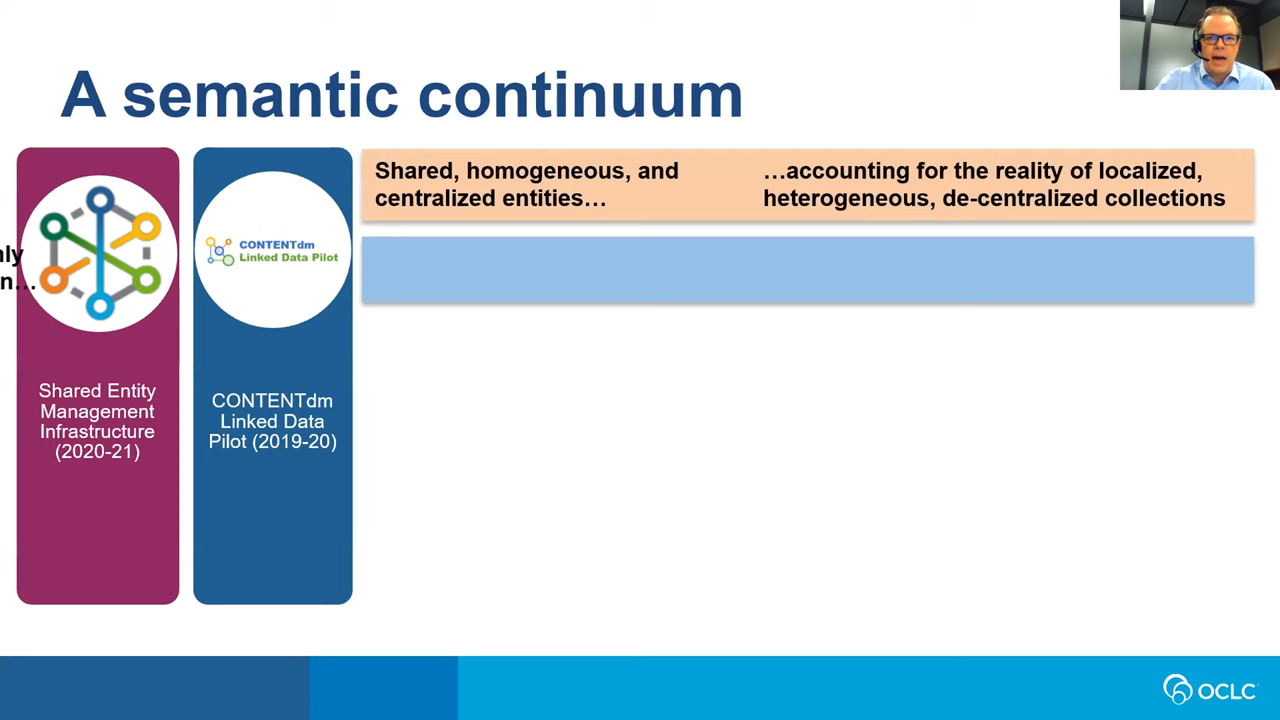 A semantic continuum
Shared, homogeneous, and
centralized entities…
…accounting for the reality of localized,
heterogeneous, de-centralized collections
n…
CONTENTdm
Linked Data Pilot
Shared Entity
Management
Infrastructure
(2020-21)
CONTENTdm
Linked Data
Pilot (2019-20)
OCLC